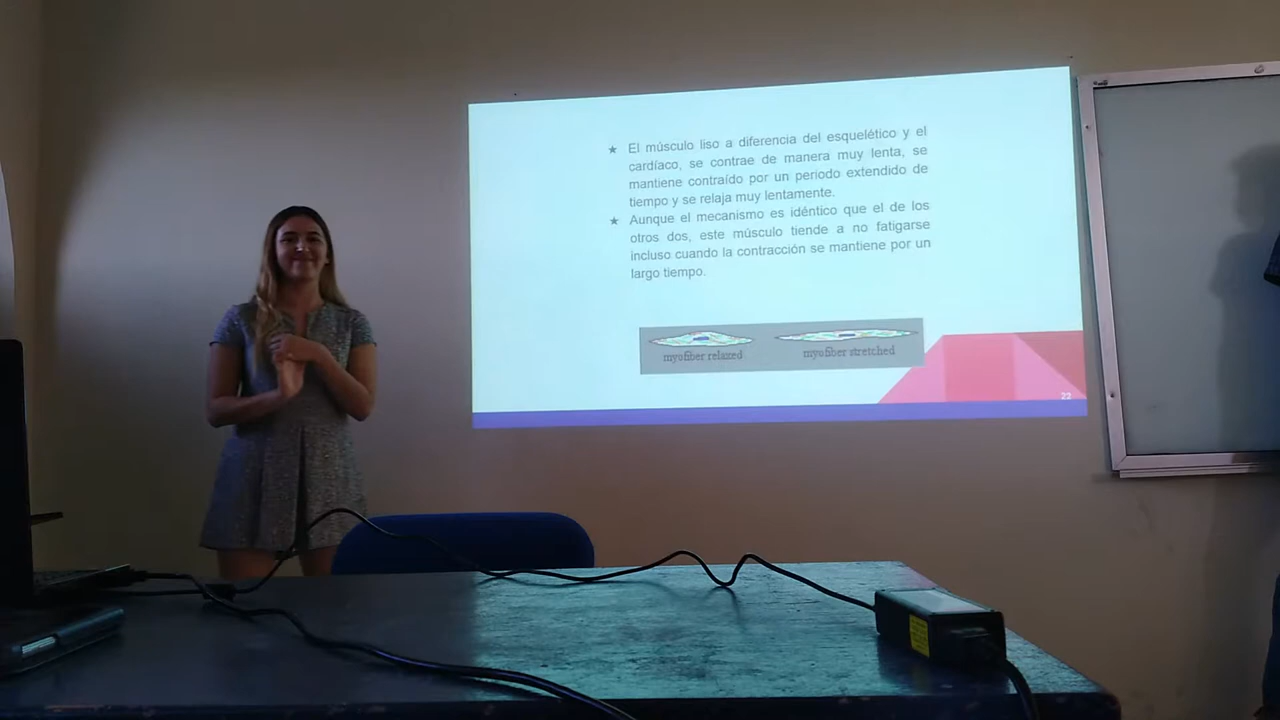 ★ El músculo liso a diferencia del esquelético y el
cardíaco, se contrae de manera muy lenta, se
mantiene contraído por un periodo extendido de
tiempo y se relaja muy lentamente.
★ Aunque el mecanismo es idéntico que el de los
otros dos, este músculo tiende a no fatigarse
incluso cuando la contracción se mantiene por un
largo tiempo.
myofiber relaxed myofiber stretched
22